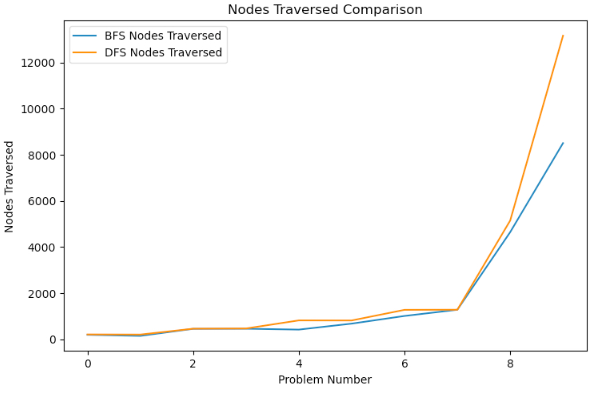 Nodes Traversed Comparison
BFS Nodes Traversed
DFS Nodes Traversed
12000
10000
8000
6000
4000
2000
0
Nodes Traversed
0 2 4 6 8
Problem Number